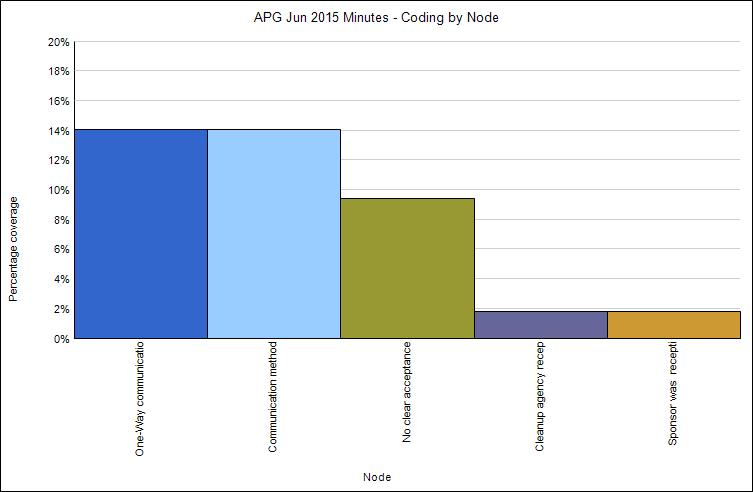 APG Jun 2015 Minutes - Coding by Node
Percentage coverage
20%
18%
16%
14%
12%
10%
8%
6%
4%
2%
0%
One-Way communicatio
Communication method
No clear acceptance
Cleanup agency recep
Sponsor was recepti
Node